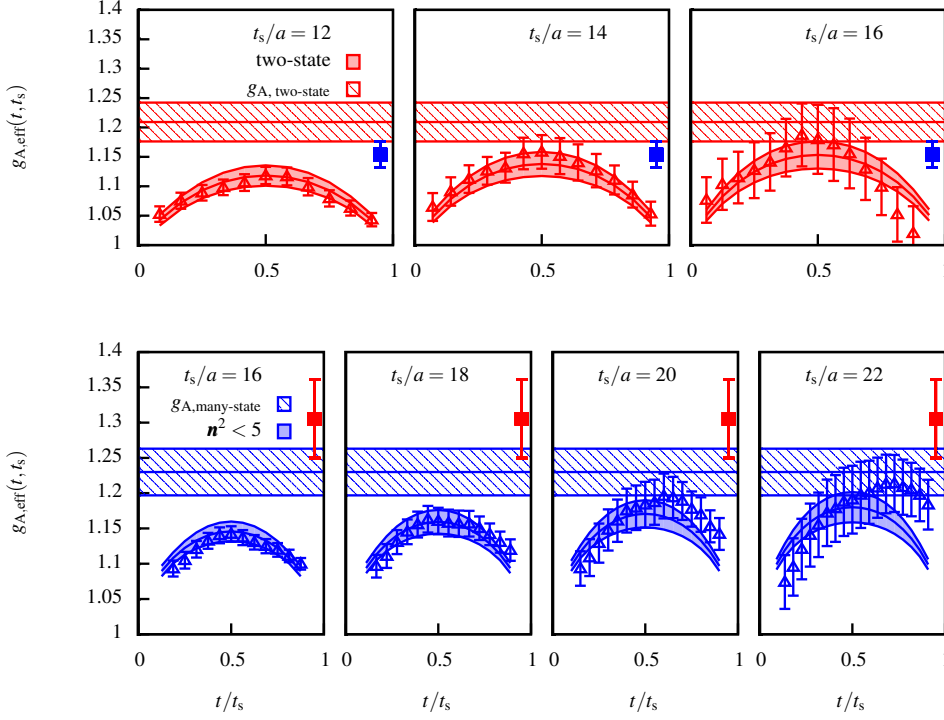 1.4
1.35
1.3
1.25
1.2
1.15
1.1
1.05
1
g_A,eff(t, t_s)
t_s/a = 12
two-state
g_A, two-state
t_s/a = 14
t_s/a = 16
0 0.5 1
0 0.5 1
0 0.5 1
1.4
1.35
1.3
1.25
1.2
1.15
1.1
1.05
1
g_A,eff(t, t_s)
t_s/a = 16
g_A,many-state
n² < 5
t_s/a = 18
t_s/a = 20
t_s/a = 22
0 0.5 1
0 0.5 1
0 0.5 1
0 0.5 1
t/t_s t/t_s t/t_s t/t_s